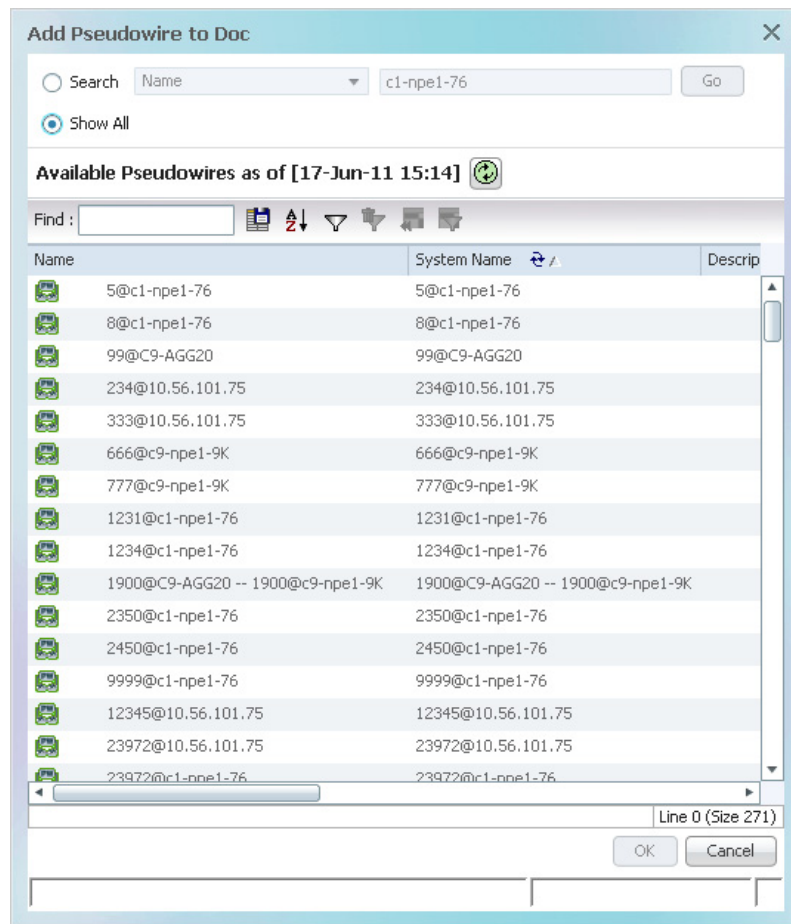 Add Pseudowire to Doc
Search Name c1-npe1-76 Go
Show All
Available Pseudowires as of [17-Jun-11 15:14]
Find :
Name System Name Descrip
5@c1-npe1-76 5@c1-npe1-76
8@c1-npe1-76 8@c1-npe1-76
99@C9-AGG20 99@C9-AGG20
234@10.56.101.75 234@10.56.101.75
333@10.56.101.75 333@10.56.101.75
666@c9-npe1-9K 666@c9-npe1-9K
777@c9-npe1-9K 777@c9-npe1-9K
1231@c1-npe1-76 1231@c1-npe1-76
1234@c1-npe1-76 1234@c1-npe1-76
1900@C9-AGG20 -- 1900@c9-npe1-9K 1900@C9-AGG20 -- 1900@c9-npe1-9K
2350@c1-npe1-76 2350@c1-npe1-76
2450@c1-npe1-76 2450@c1-npe1-76
9999@c1-npe1-76 9999@c1-npe1-76
12345@10.56.101.75 12345@10.56.101.75
23972@10.56.101.75 23972@10.56.101.75
23972@c1-npe1-76 23972@c1-npe1-76
Line 0 (Size 271)
OK Cancel